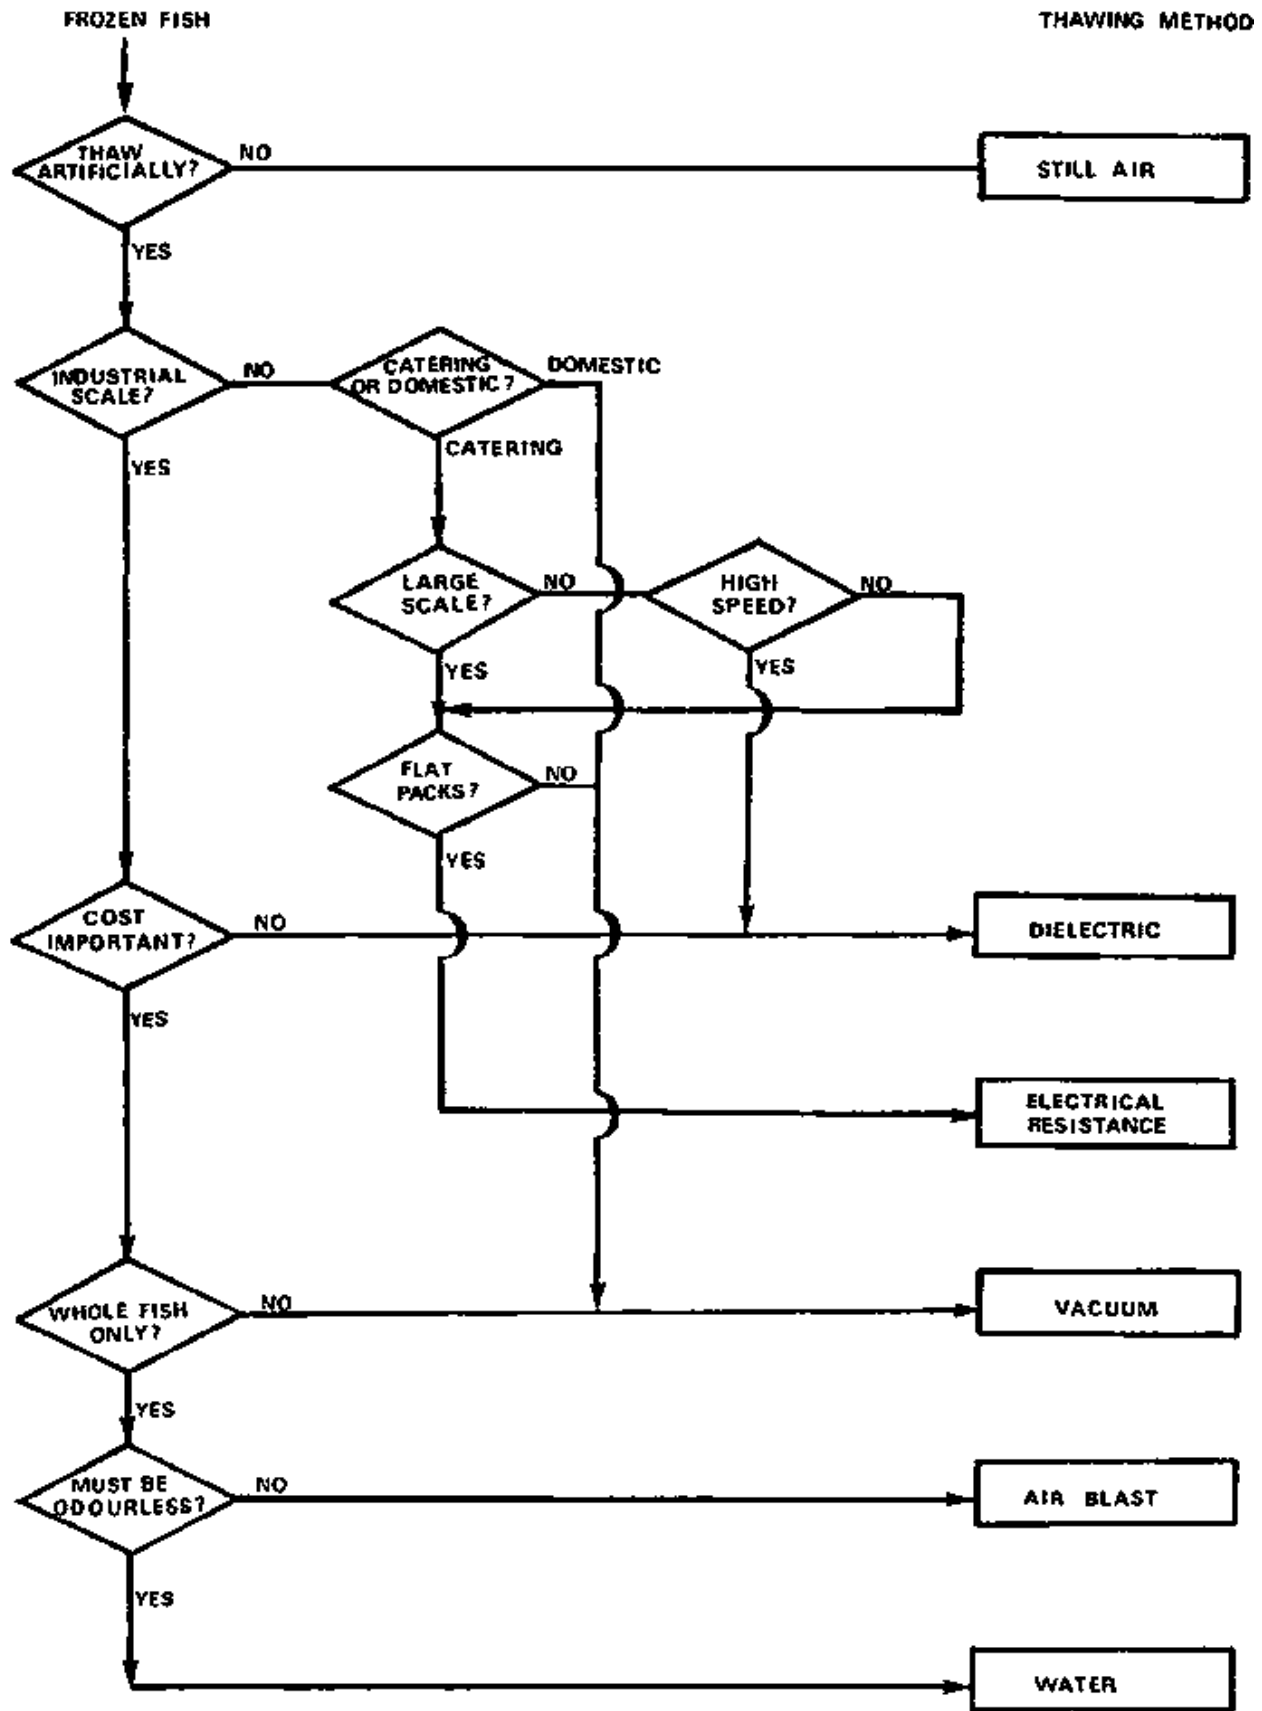 FROZEN FISH
THAWING METHOD
THAW
ARTIFICIALLY?
NO
STILL AIR
YES
INDUSTRIAL
SCALE?
NO
CATERING
OR DOMESTIC?
DOMESTIC
CATERING
YES
LARGE
SCALE?
NO
HIGH
SPEED?
NO
YES
YES
FLAT
PACKS?
NO
YES
COST
IMPORTANT?
NO
DIELECTRIC
YES
ELECTRICAL
RESISTANCE
WHOLE FISH
ONLY?
NO
VACUUM
YES
MUST BE
ODOURLESS?
NO
AIR BLAST
YES
WATER